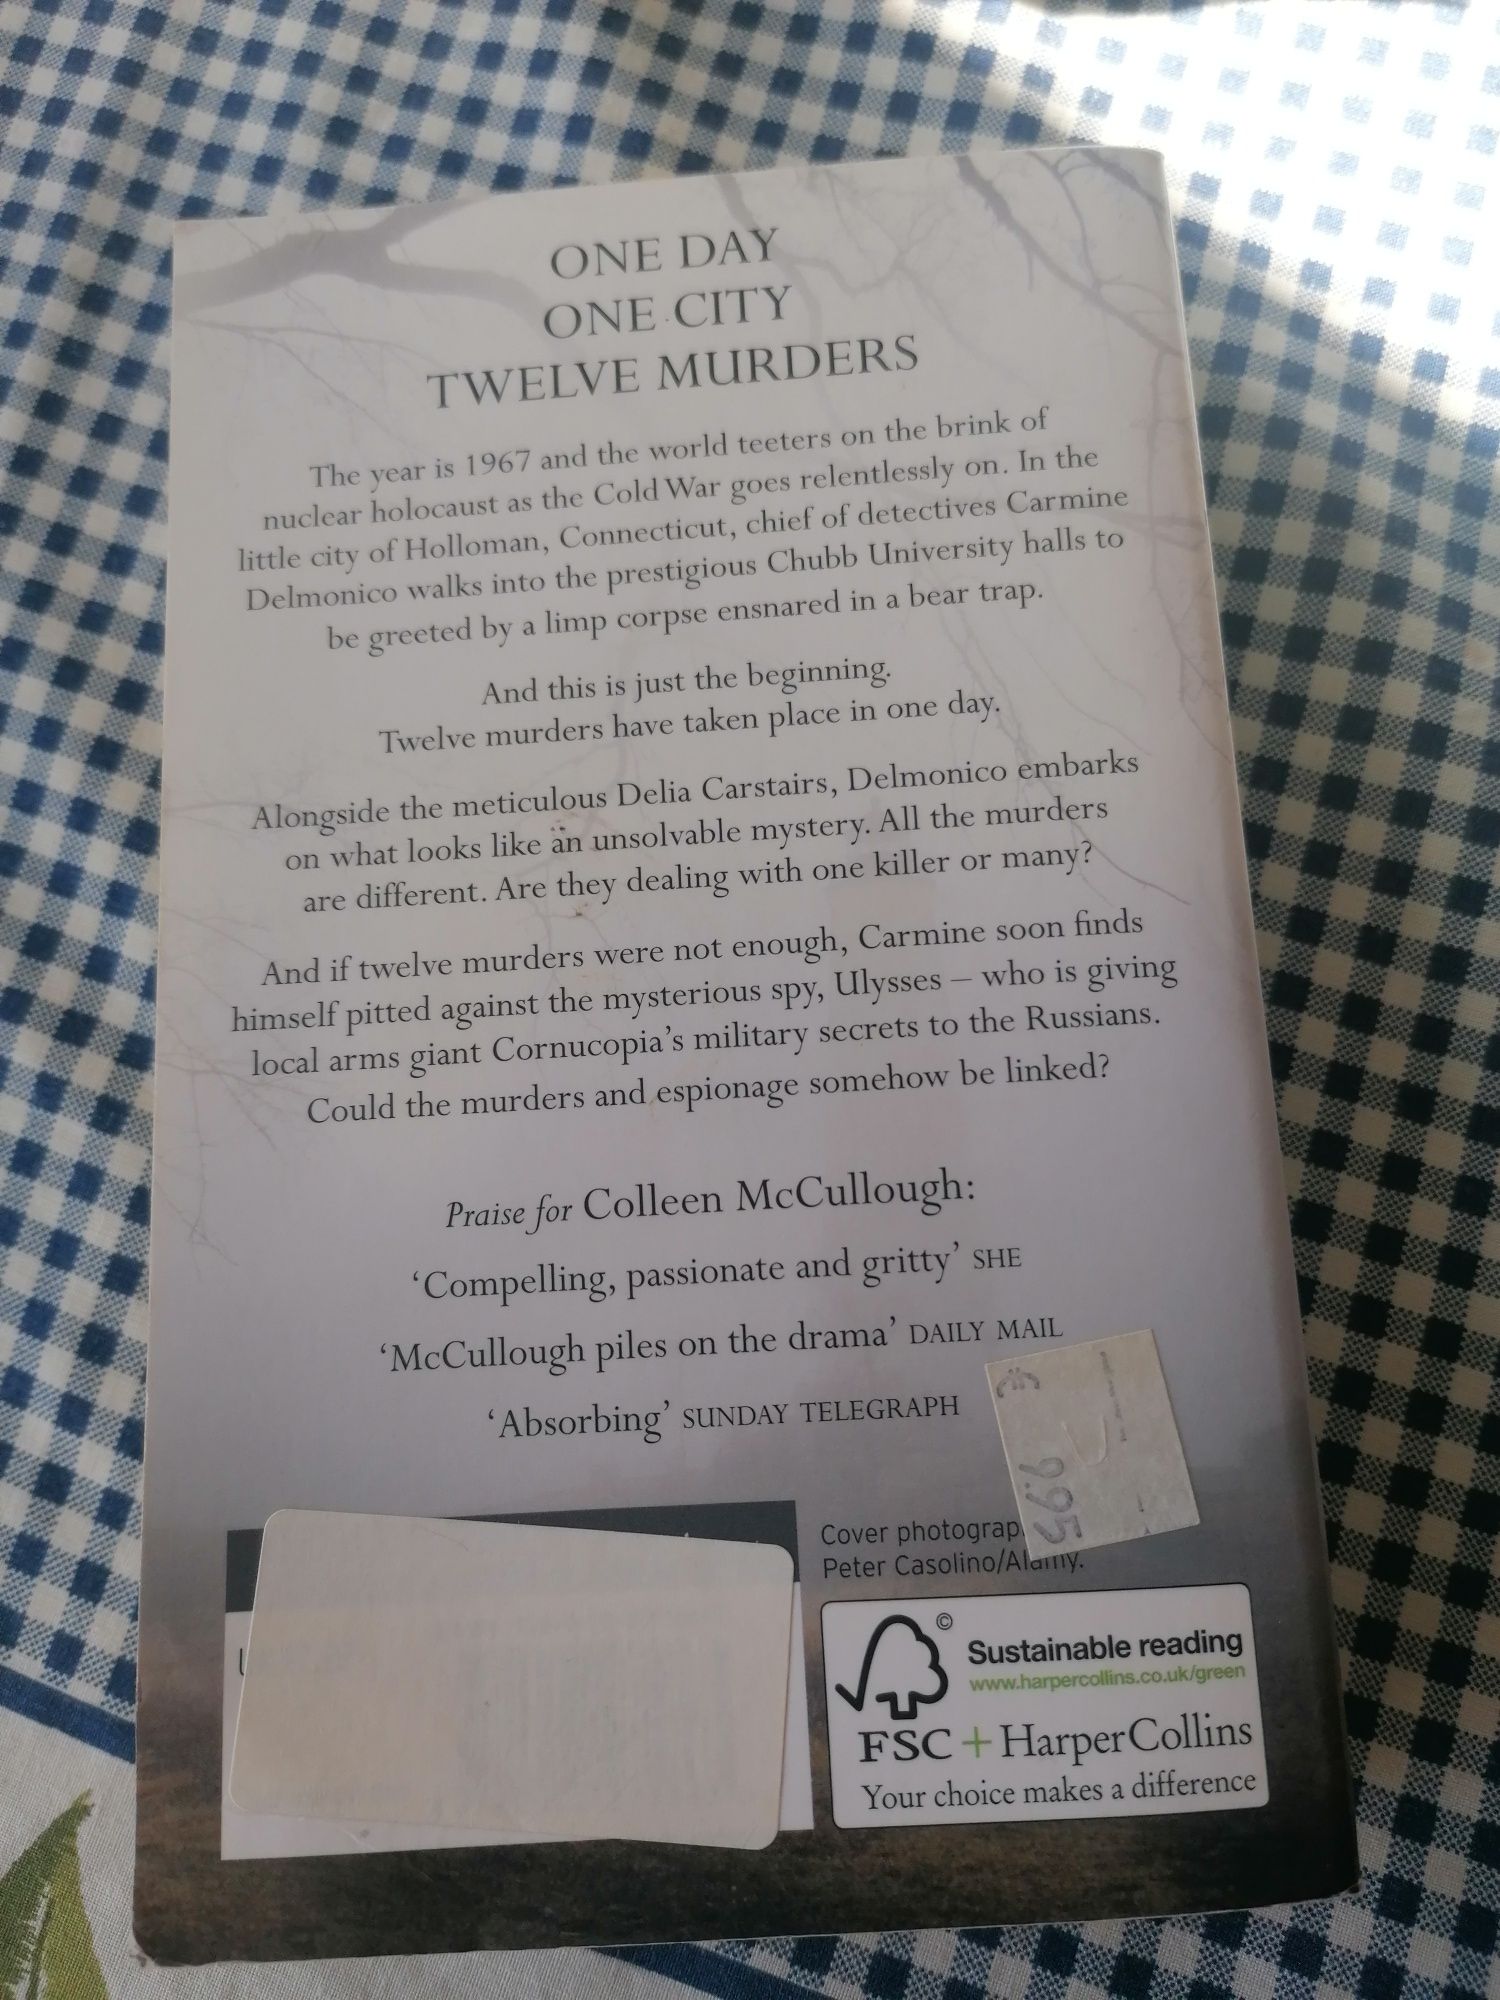 ONE DAY
ONE CITY
TWELVE MURDERS
The year is 1967 and the world teeters on the brink of
nuclear holocaust as the Cold War goes relentlessly on. In the
little city of Holloman, Connecticut, chief of detectives Carmine
Delmonico walks into the prestigious Chubb University halls to
be greeted by a limp corpse ensnared in a bear trap.
And this is just the beginning.
Twelve murders have taken place in one day.
Alongside the meticulous Delia Carstairs, Delmonico embarks
on what looks like an unsolvable mystery. All the murders
are different. Are they dealing with one killer or many?
And if twelve murders were not enough, Carmine soon finds
himself pitted against the mysterious spy, Ulysses – who is giving
local arms giant Cornucopia’s military secrets to the Russians.
Could the murders and espionage somehow be linked?
Praise for Colleen McCullough:
‘Compelling, passionate and gritty’ SHE
‘McCullough piles on the drama’ DAILY MAIL
‘Absorbing’ SUNDAY TELEGRAPH
€ 9.95
Cover
Peter Casolino/Alamy.
©
Sustainable reading
www.harpercollins.co.uk/green
FSC + HarperCollins
Your choice makes a difference